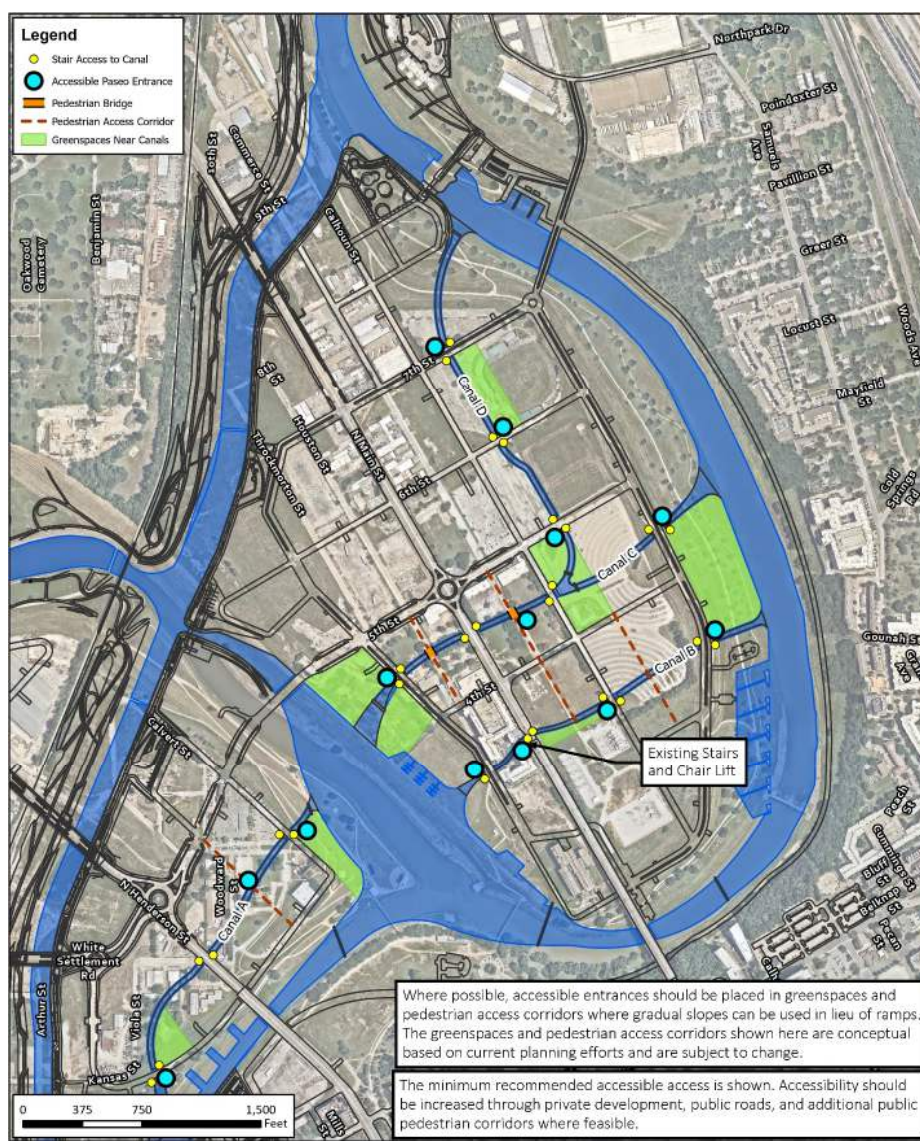 Legend
Stair Access to Canal
Accessible Paseo Entrance
Pedestrian Bridge
Pedestrian Access Corridor
Greenspaces Near Canals
Northpark Dr
Poindexter St
Samuels
Ave
Pavillion St
10th St
Commerce St
9th St
Benjamin St
Oakwood
Cemetery
Calhoun St
Greer St
Locust St
Woods Ave
Mayfield
St
7th St
8th
St
Canal D
Houston St
N Main St
Throckmorton St
6th St
Cold
Springs
Rd
Canal C
5th St
Gounah St
Canal B
4th St
Calvert St
Existing Stairs
and Chair Lift
Peach
St
Cummings St
Bluff
St
Belknap
St
Pecan
St
Woodward
St
N Henderson St
Canal A
White
Settlement
Rd
Arthur St
Viola St
Kansas St
Mills
St
Where possible, accessible entrances should be placed in greenspaces and
pedestrian access corridors where gradual slopes can be used in lieu of ramps.
The greenspaces and pedestrian access corridors shown here are conceptual
based on current planning efforts and are subject to change.
The minimum recommended accessible access is shown. Accessibility should
be increased through private development, public roads, and additional public
pedestrian corridors where feasible.
0 375 750 1,500
Feet